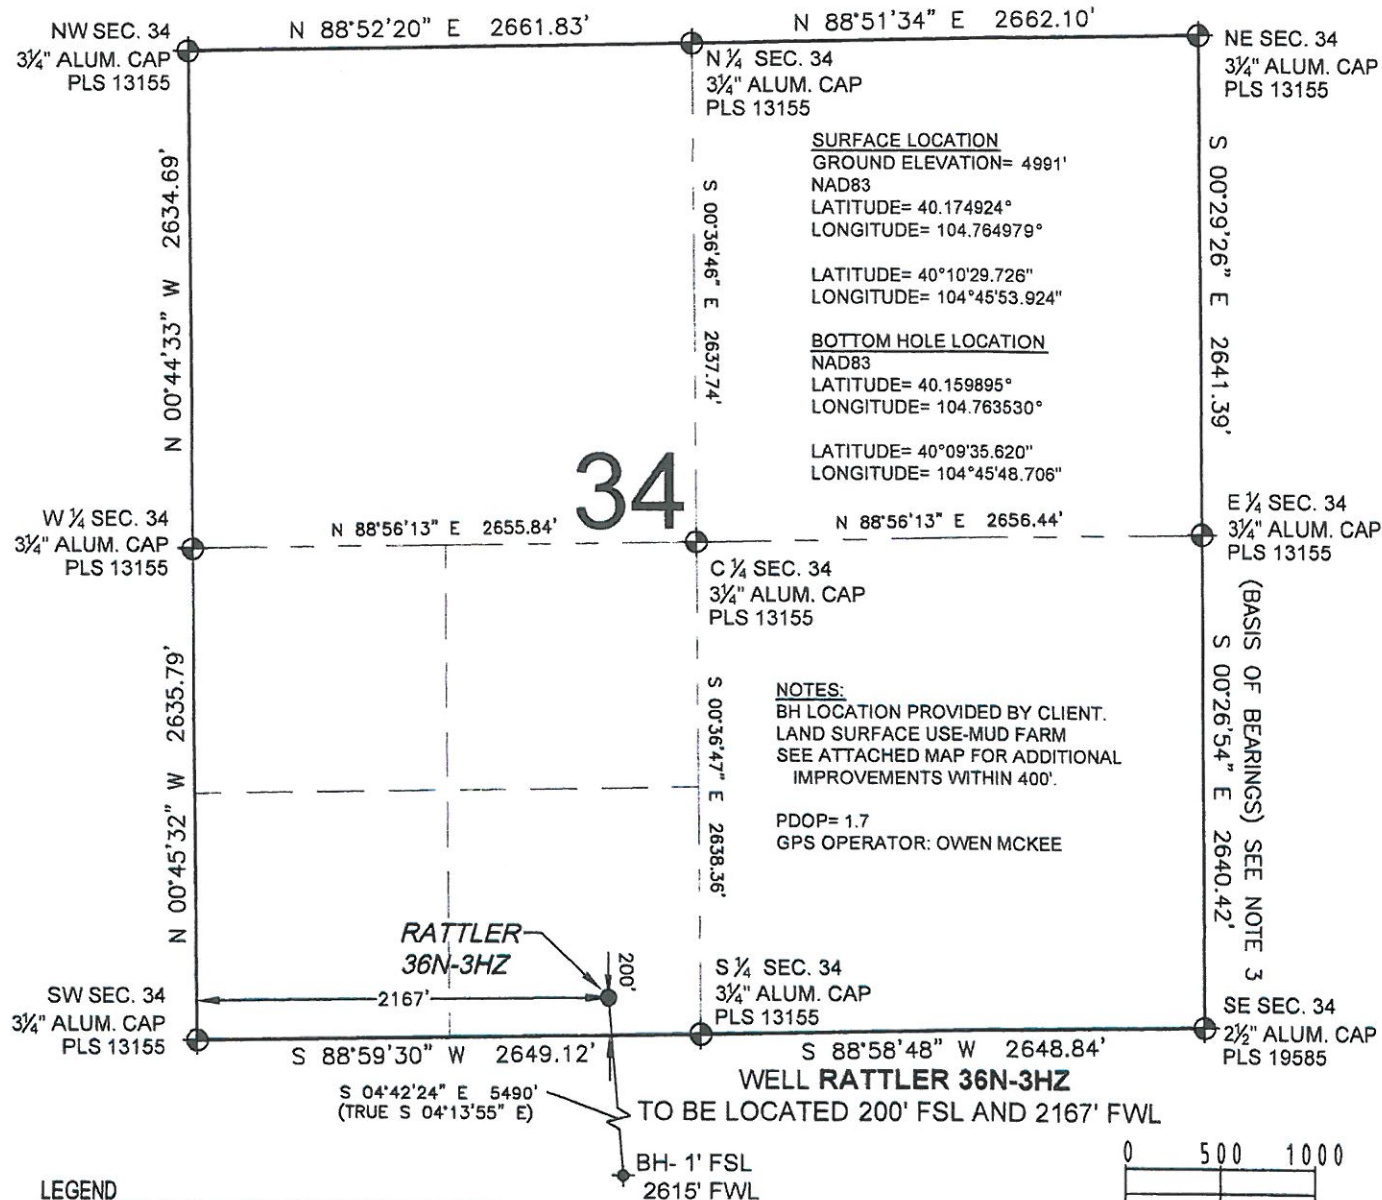 N 88°52'20" E 2661.83'
N 88°51'34" E 2662.10'
NW SEC. 34
3¼" ALUM. CAP
PLS 13155
N ¼ SEC. 34
3¼" ALUM. CAP
PLS 13155
NE SEC. 34
3¼" ALUM. CAP
PLS 13155
N 00°44'33" W 2634.69'
S 00°36'46" E 2637.74'
SURFACE LOCATION
GROUND ELEVATION= 4991'
NAD83
LATITUDE= 40.174924°
LONGITUDE= 104.764979°
LATITUDE= 40°10'29.726"
LONGITUDE= 104°45'53.924"
BOTTOM HOLE LOCATION
NAD83
LATITUDE= 40.159895°
LONGITUDE= 104.763530°
LATITUDE= 40°09'35.620"
LONGITUDE= 104°45'48.706"
S 00°29'26" E 2641.39'
34
W ¼ SEC. 34
3¼" ALUM. CAP
PLS 13155
N 88°56'13" E 2655.84'
N 88°56'13" E 2656.44'
E ¼ SEC. 34
3¼" ALUM. CAP
PLS 13155
C ¼ SEC. 34
3¼" ALUM. CAP
PLS 13155
N 00°45'32" W 2635.79'
S 00°36'47" E 2638.36'
NOTES:
BH LOCATION PROVIDED BY CLIENT.
LAND SURFACE USE-MUD FARM
SEE ATTACHED MAP FOR ADDITIONAL
IMPROVEMENTS WITHIN 400'.
PDOP= 1.7
GPS OPERATOR: OWEN MCKEE
S 00°26'54" E 2640.42'
(BASIS OF BEARINGS) SEE NOTE 3
RATTLER
36N-3HZ
200'
2167'
SW SEC. 34
3¼" ALUM. CAP
PLS 13155
S ¼ SEC. 34
3¼" ALUM. CAP
PLS 13155
SE SEC. 34
2½" ALUM. CAP
PLS 19585
S 88°59'30" W 2649.12'
S 88°58'48" W 2648.84'
S 04°42'24" E 5490'
(TRUE S 04°13'55" E)
WELL RATTLER 36N-3HZ
TO BE LOCATED 200' FSL AND 2167' FWL
BH- 1' FSL
2615' FWL
0 500 1000
LEGEND